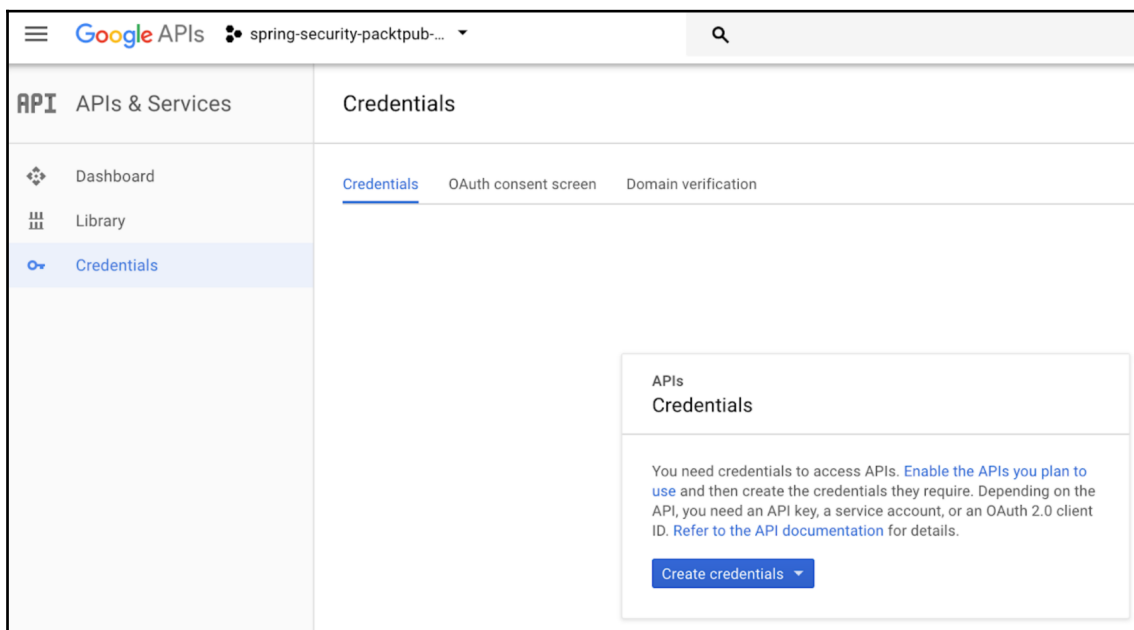 Google APIs spring-security-packtpub-...
API APIs & Services
Credentials
Dashboard
Library
Credentials
Credentials OAuth consent screen Domain verification
APIs
Credentials
You need credentials to access APIs. Enable the APIs you plan to
use and then create the credentials they require. Depending on the
API, you need an API key, a service account, or an OAuth 2.0 client
ID. Refer to the API documentation for details.
Create credentials